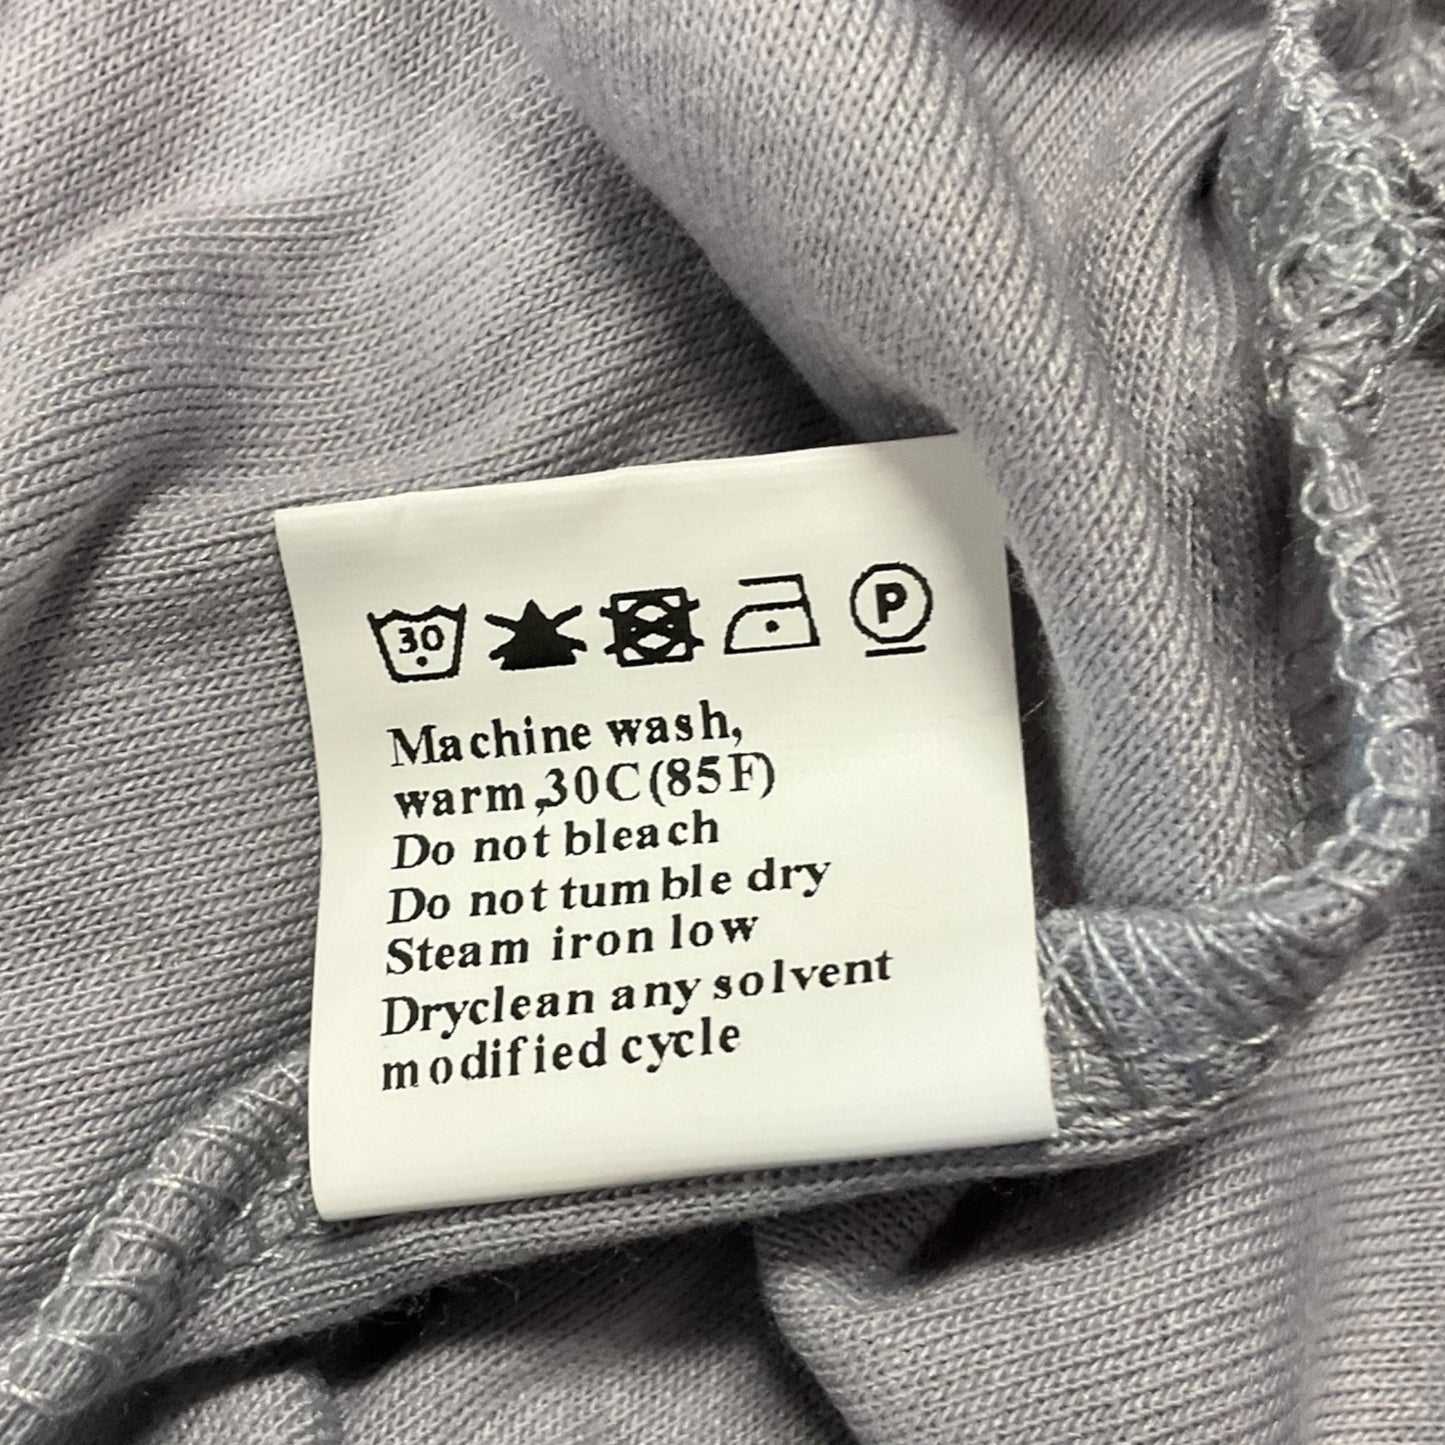 30 P
Machine wash,
warm,30C(85F)
Do not bleach
Do not tumble dry
Steam iron low
Dryclean any solvent
modified cycle